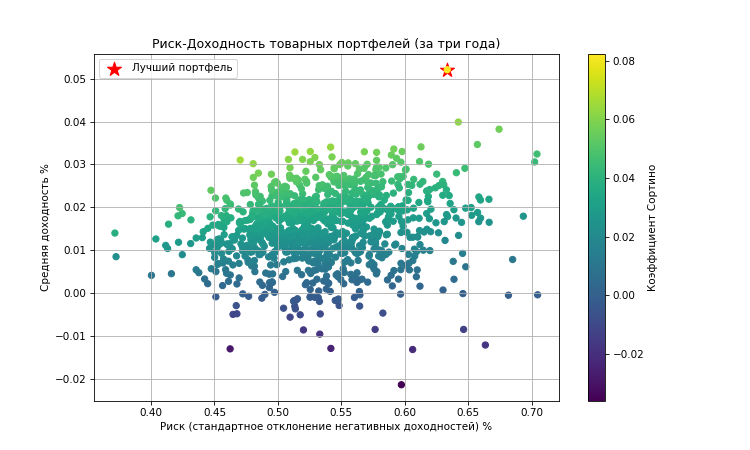 Риск-Доходность товарных портфелей (за три года)
Лучший портфель
Средняя доходность %
0.05
0.04
0.03
0.02
0.01
0.00
−0.01
−0.02
0.40 0.45 0.50 0.55 0.60 0.65 0.70
Риск (стандартное отклонение негативных доходностей) %
0.08
0.06
0.04
0.02
0.00
−0.02
Коэффициент Сортино